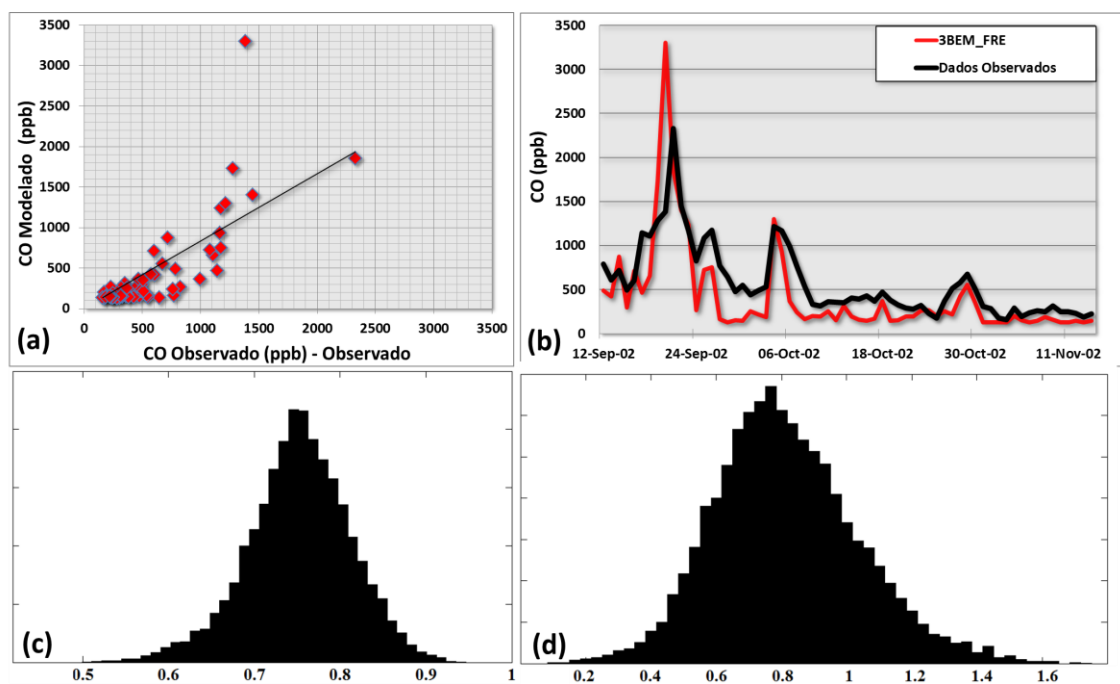 3500
3000
2500
2000
1500
1000
500
0
CO Modelado (ppb)
0 500 1000 1500 2000 2500 3000 3500
CO Observado (ppb) - Observado
(a)
3500
3000
2500
2000
1500
1000
500
0
CO (ppb)
3BEM_FRE
Dados Observados
12-Sep-02 24-Sep-02 6-Oct-02 18-Oct-02 30-Oct-02 11-Nov-02
(b)
(c)
0.5 0.6 0.7 0.8 0.9 1
(d)
0.2 0.4 0.6 0.8 1 1.2 1.4 1.6